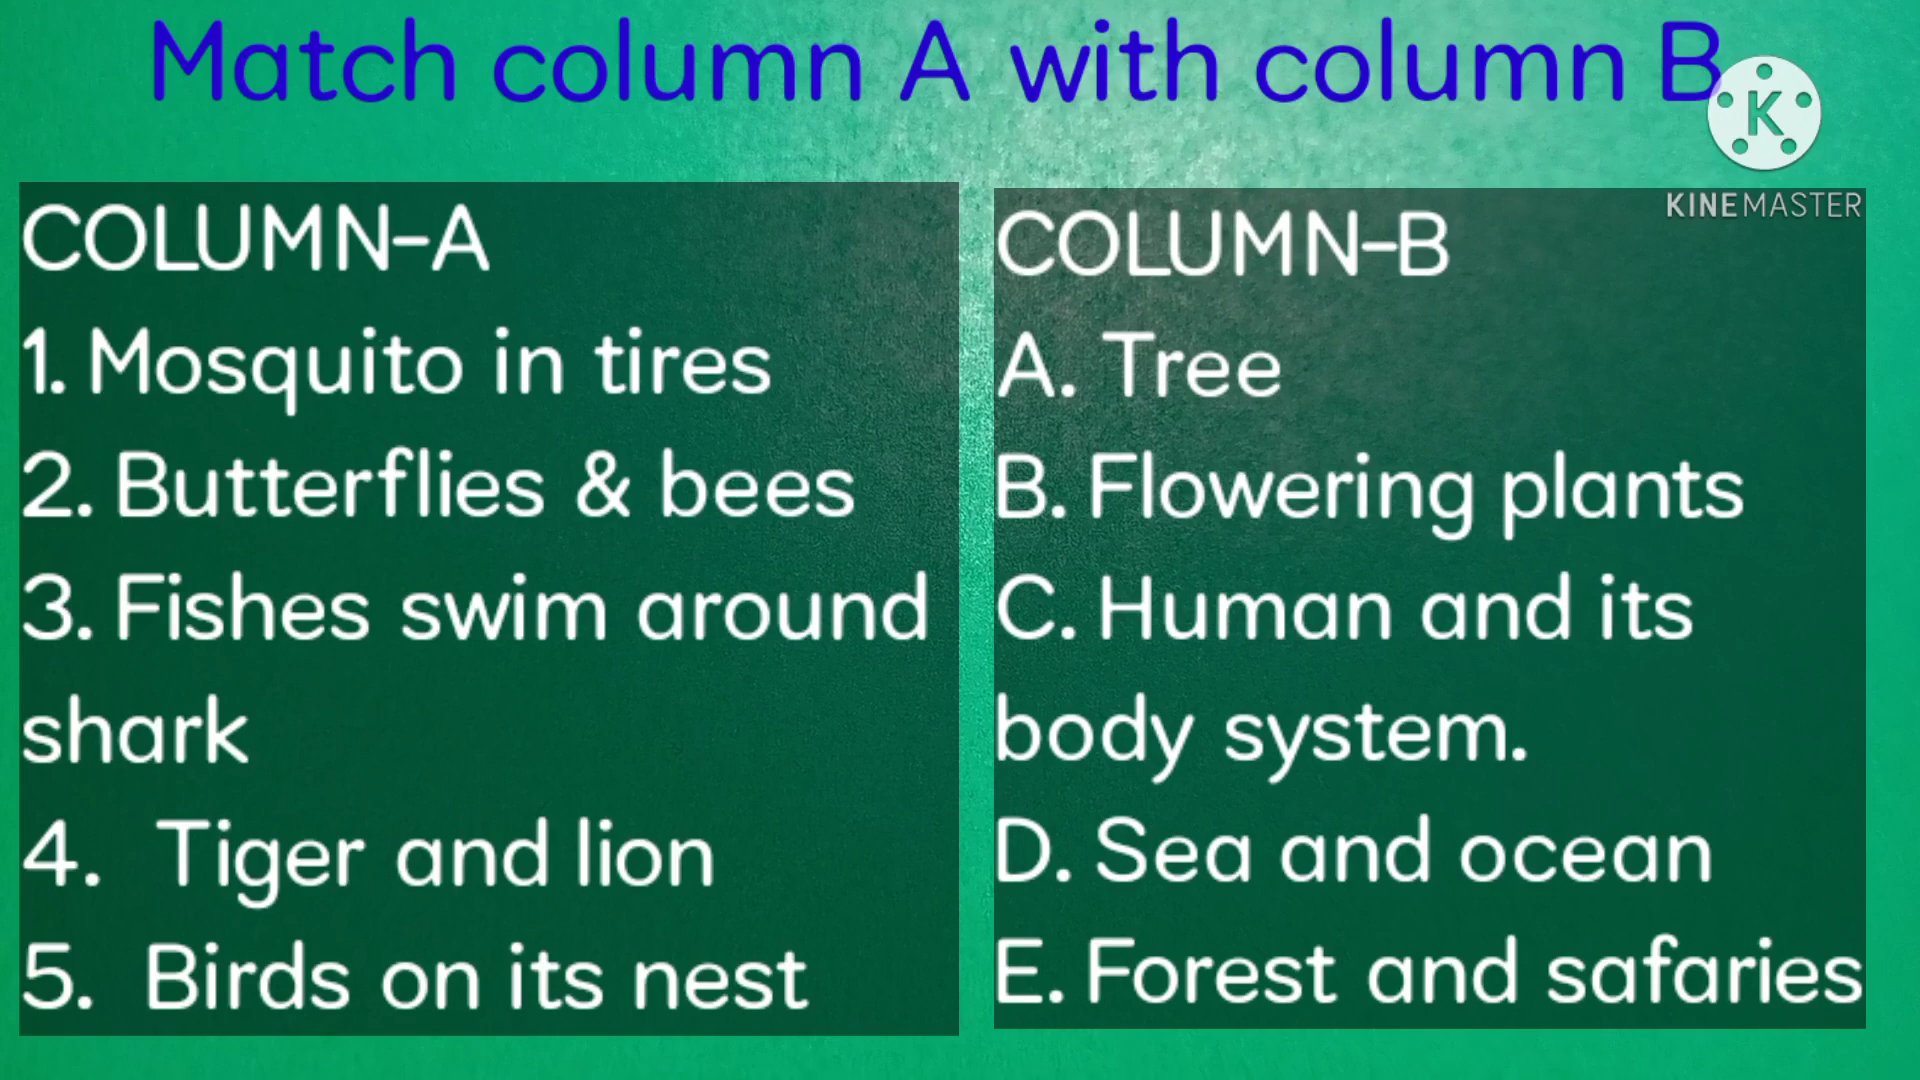 Match column A with column B
K
KINEMASTER
COLUMN-A
1. Mosquito in tires
2. Butterflies & bees
3. Fishes swim around
shark
4. Tiger and lion
5. Birds on its nest
COLUMN-B
A. Tree
B. Flowering plants
C. Human and its
body system.
D. Sea and ocean
E. Forest and safaries